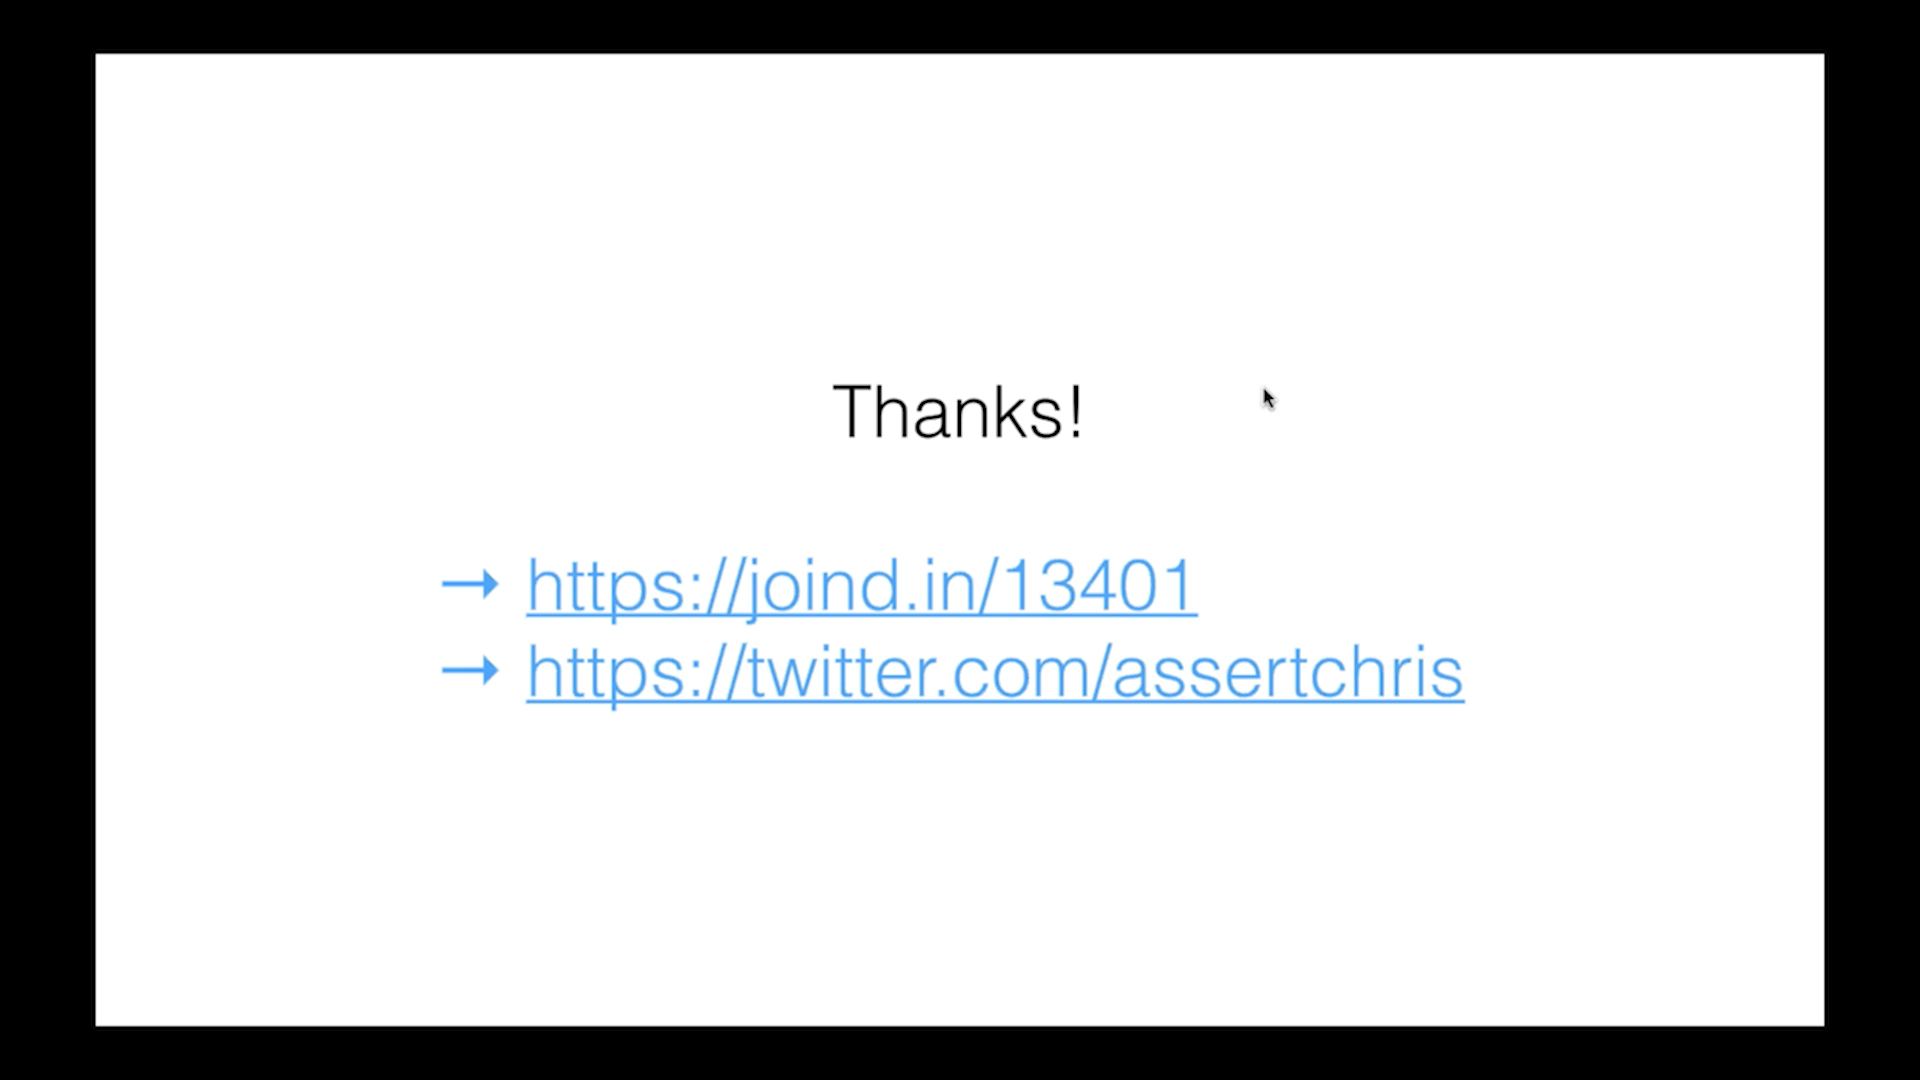 Thanks!
→ https://joind.in/13401
→ https://twitter.com/assertchris